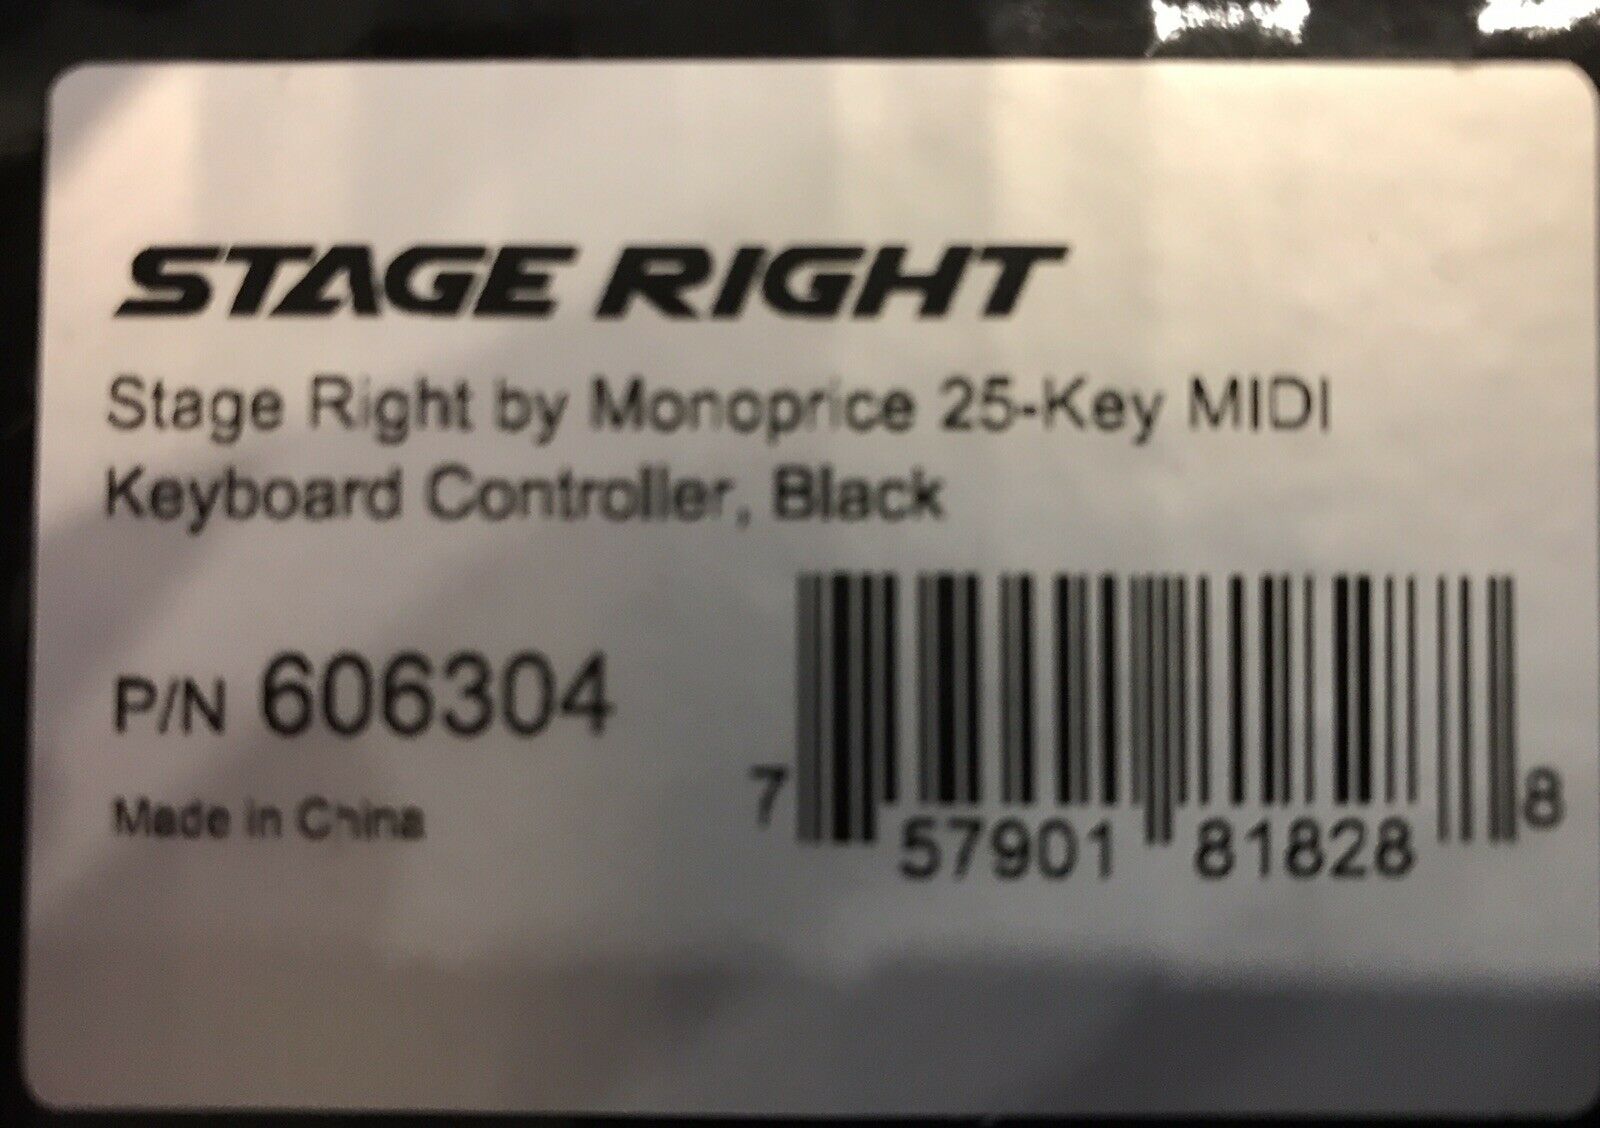 STAGE RIGHT
Stage Right by Monoprice 25-Key MIDI
Keyboard Controller, Black
P/N 606304
Made in China
7 57901 81828 8